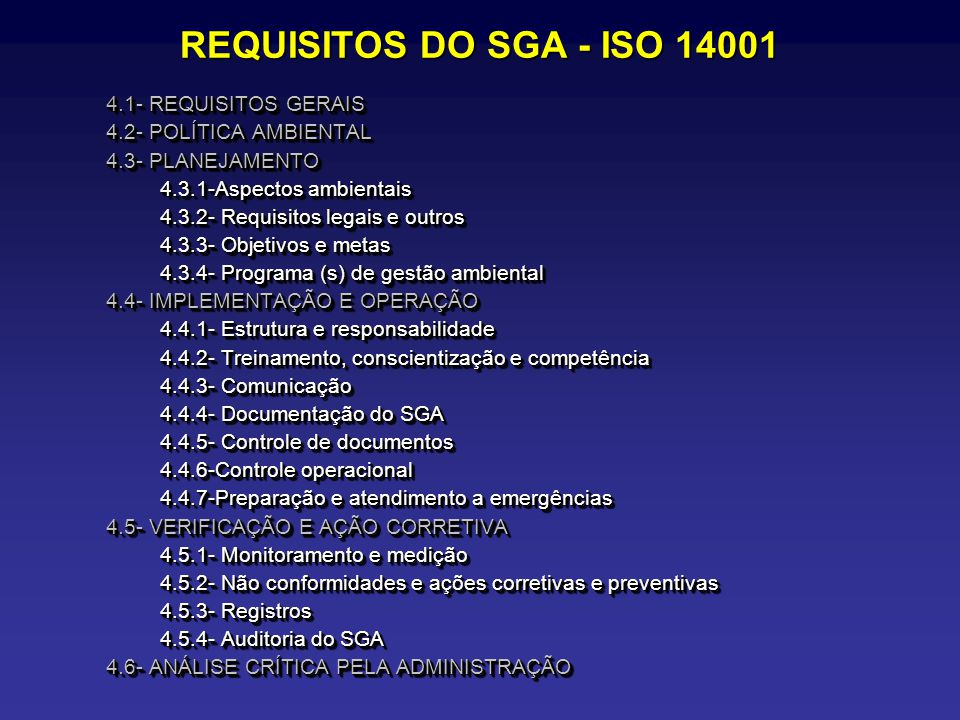 REQUISITOS DO SGA - ISO 14001
4.1- REQUISITOS GERAIS
4.2- POLÍTICA AMBIENTAL
4.3- PLANEJAMENTO
4.3.1-Aspectos ambientais
4.3.2- Requisitos legais e outros
4.3.3- Objetivos e metas
4.3.4- Programa (s) de gestão ambiental
4.4- IMPLEMENTAÇÃO E OPERAÇÃO
4.4.1- Estrutura e responsabilidade
4.4.2- Treinamento, conscientização e competência
4.4.3- Comunicação
4.4.4- Documentação do SGA
4.4.5- Controle de documentos
4.4.6-Controle operacional
4.4.7-Preparação e atendimento a emergências
4.5- VERIFICAÇÃO E AÇÃO CORRETIVA
4.5.1- Monitoramento e medição
4.5.2- Não conformidades e ações corretivas e preventivas
4.5.3- Registros
4.5.4- Auditoria do SGA
4.6- ANÁLISE CRÍTICA PELA ADMINISTRAÇÃO